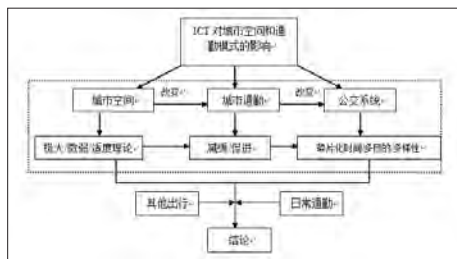 ICT 对城市空间和通
勤模式的影响
城市空间
改变
城市通勤
改变
公交系统
极大/数据/适度理论
减缓/促进
碎片化时间/多目的/多样性
其他出行
日常通勤
结论